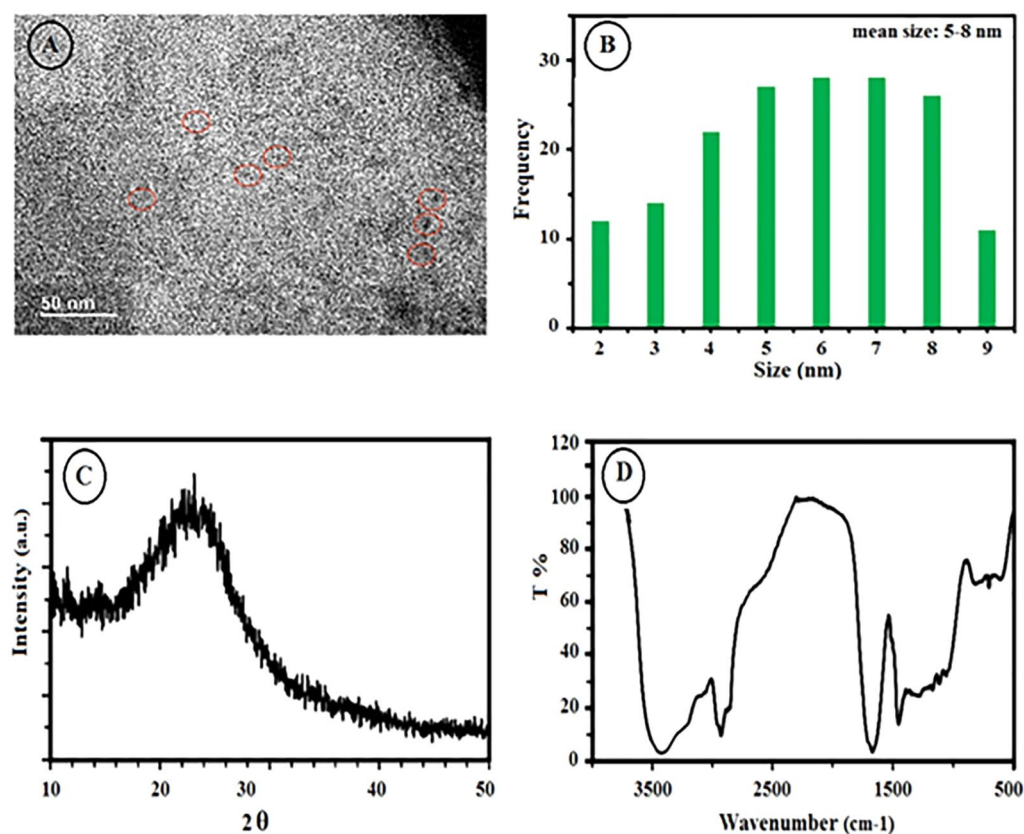 A
50 nm
B
mean size: 5-8 nm
30
20
10
0
Frequency
2 3 4 5 6 7 8 9
Size (nm)
C
Intensity (a.u.)
10 20 30 40 50
2θ
D
120
100
80
60
40
20
0
T %
3500 2500 1500 500
Wavenumber (cm-1)